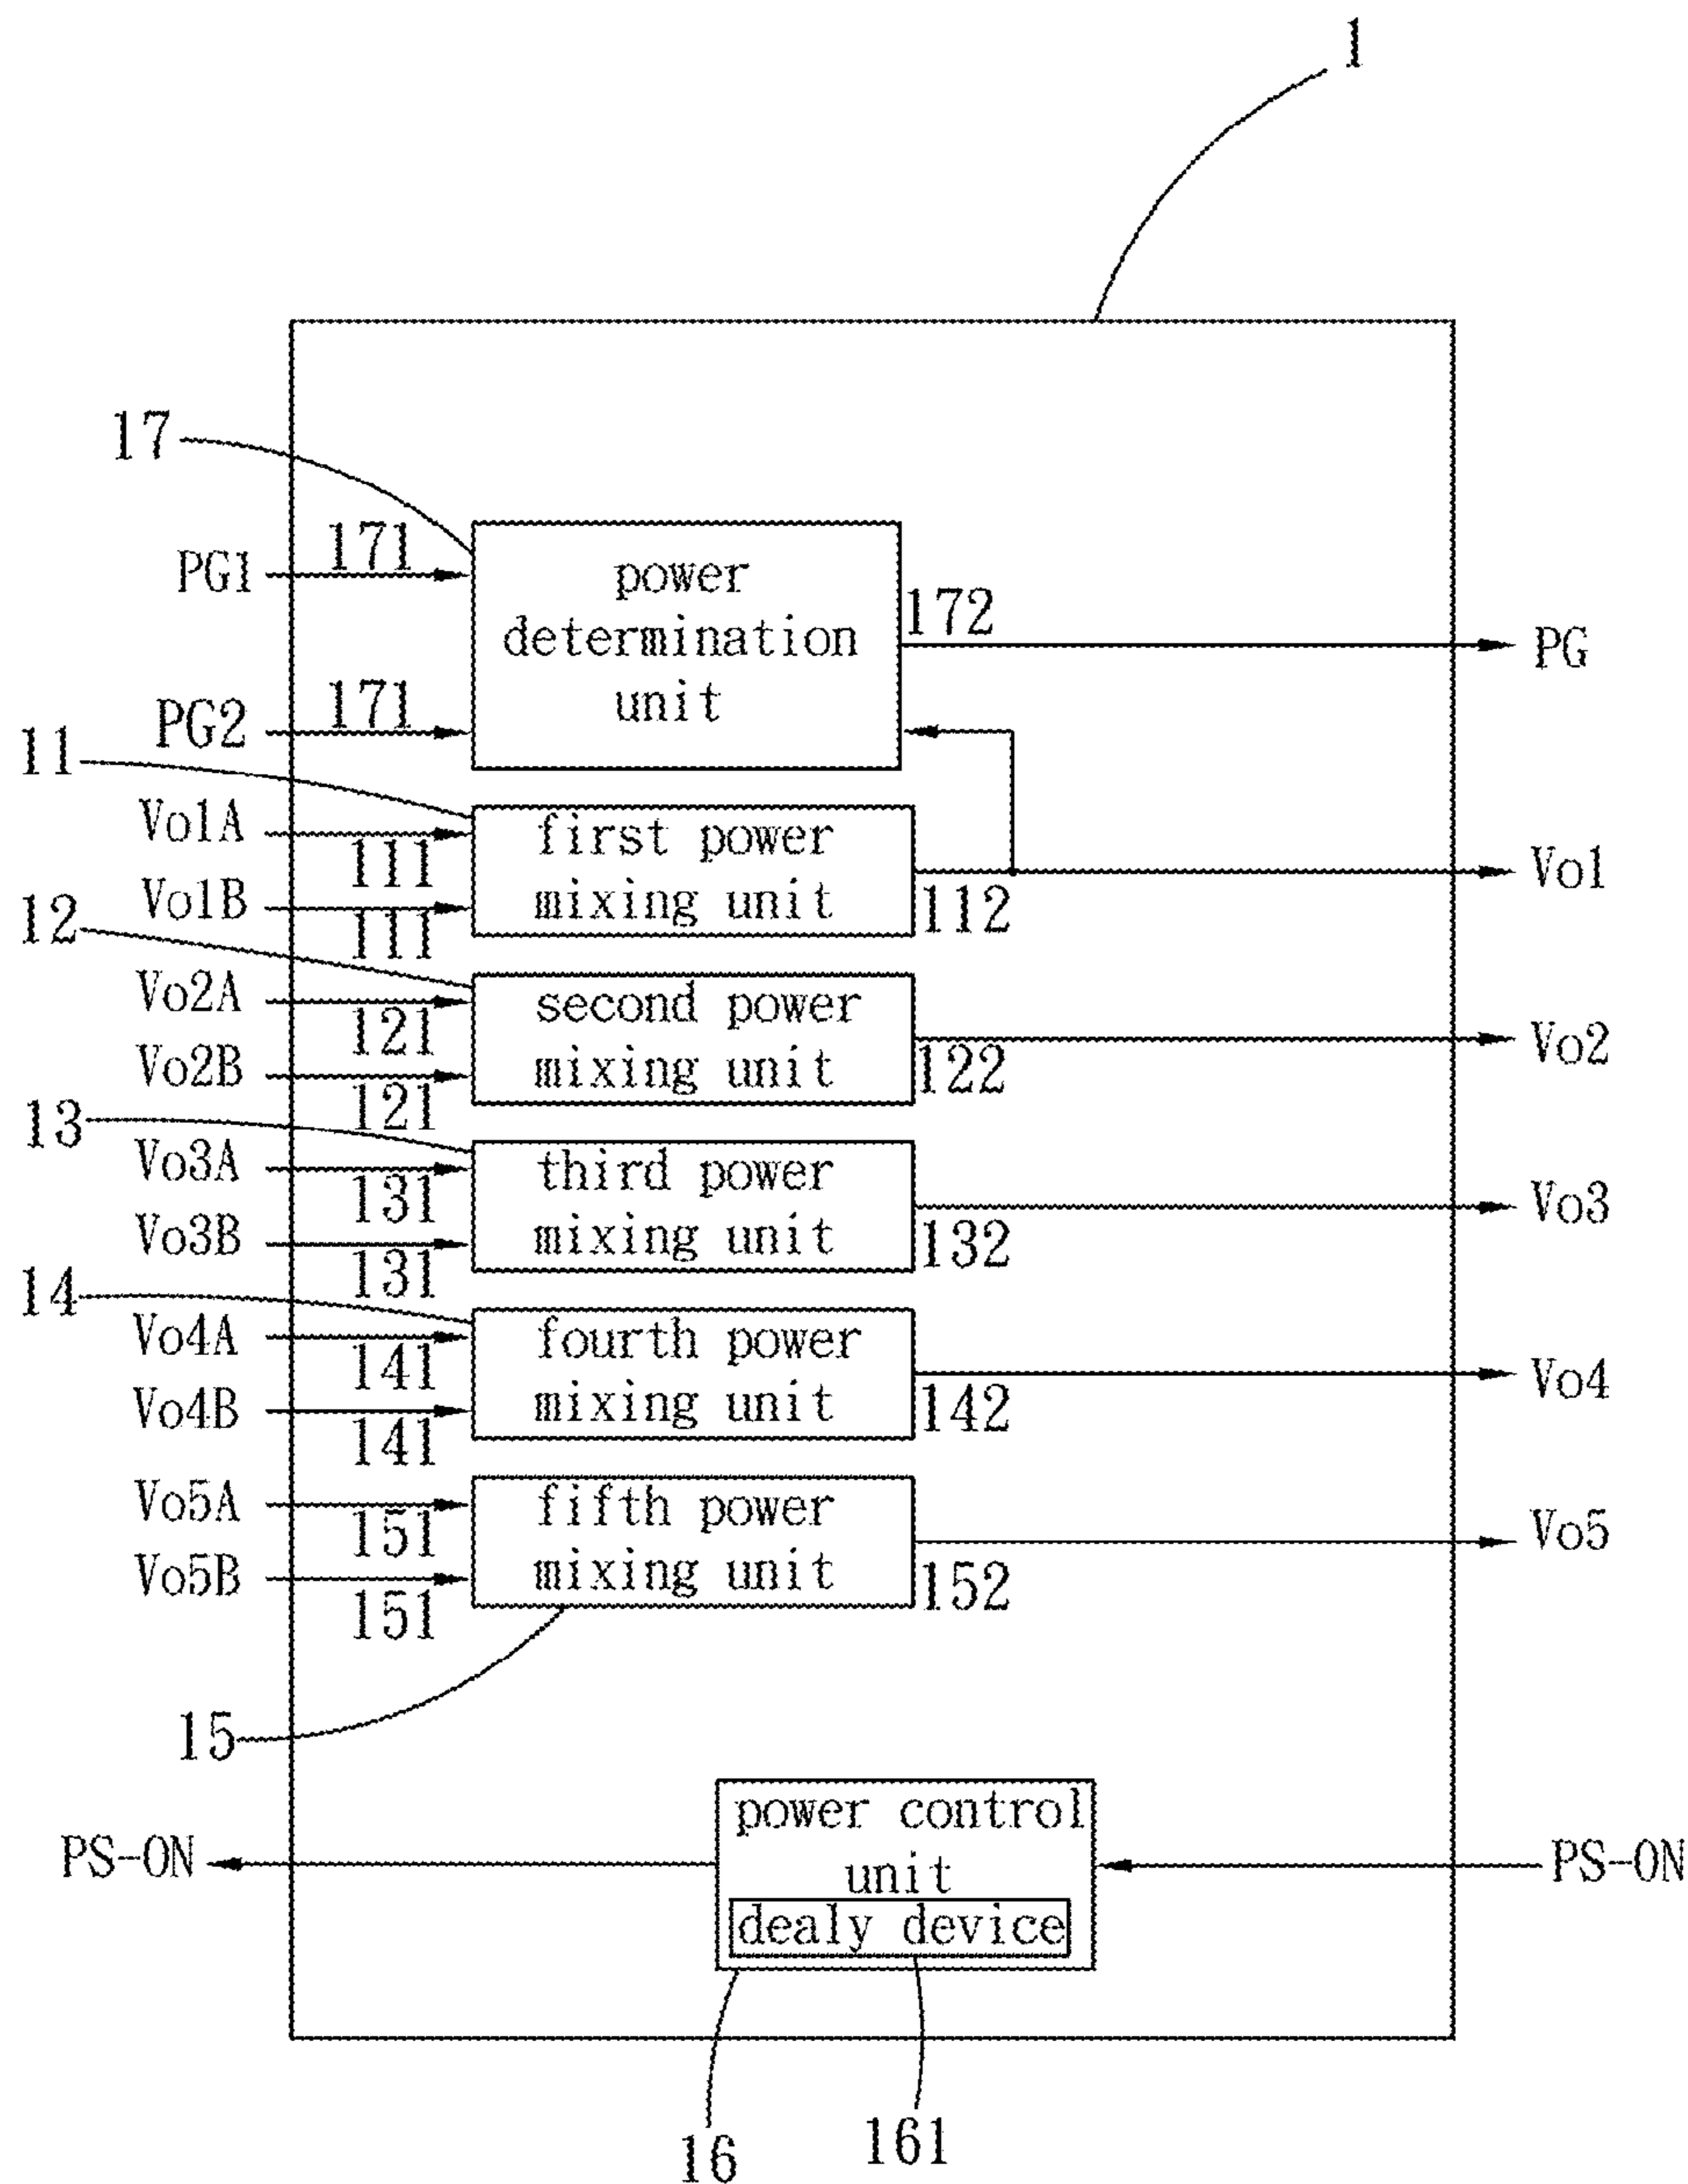 1
17
PG1
171
power
determination
unit
172
PG
PG2
171
11
Vo1A
111
first power
mixing unit
Vo1
Vo1B
111
112
12
Vo2A
121
second power
mixing unit
Vo2
Vo2B
121
122
13
Vo3A
131
third power
mixing unit
Vo3
Vo3B
131
132
14
Vo4A
141
fourth power
mixing unit
Vo4
Vo4B
141
142
Vo5A
151
fifth power
mixing unit
Vo5
Vo5B
151
152
15
PS-ON
power control
unit
dealy device
PS-ON
16
161